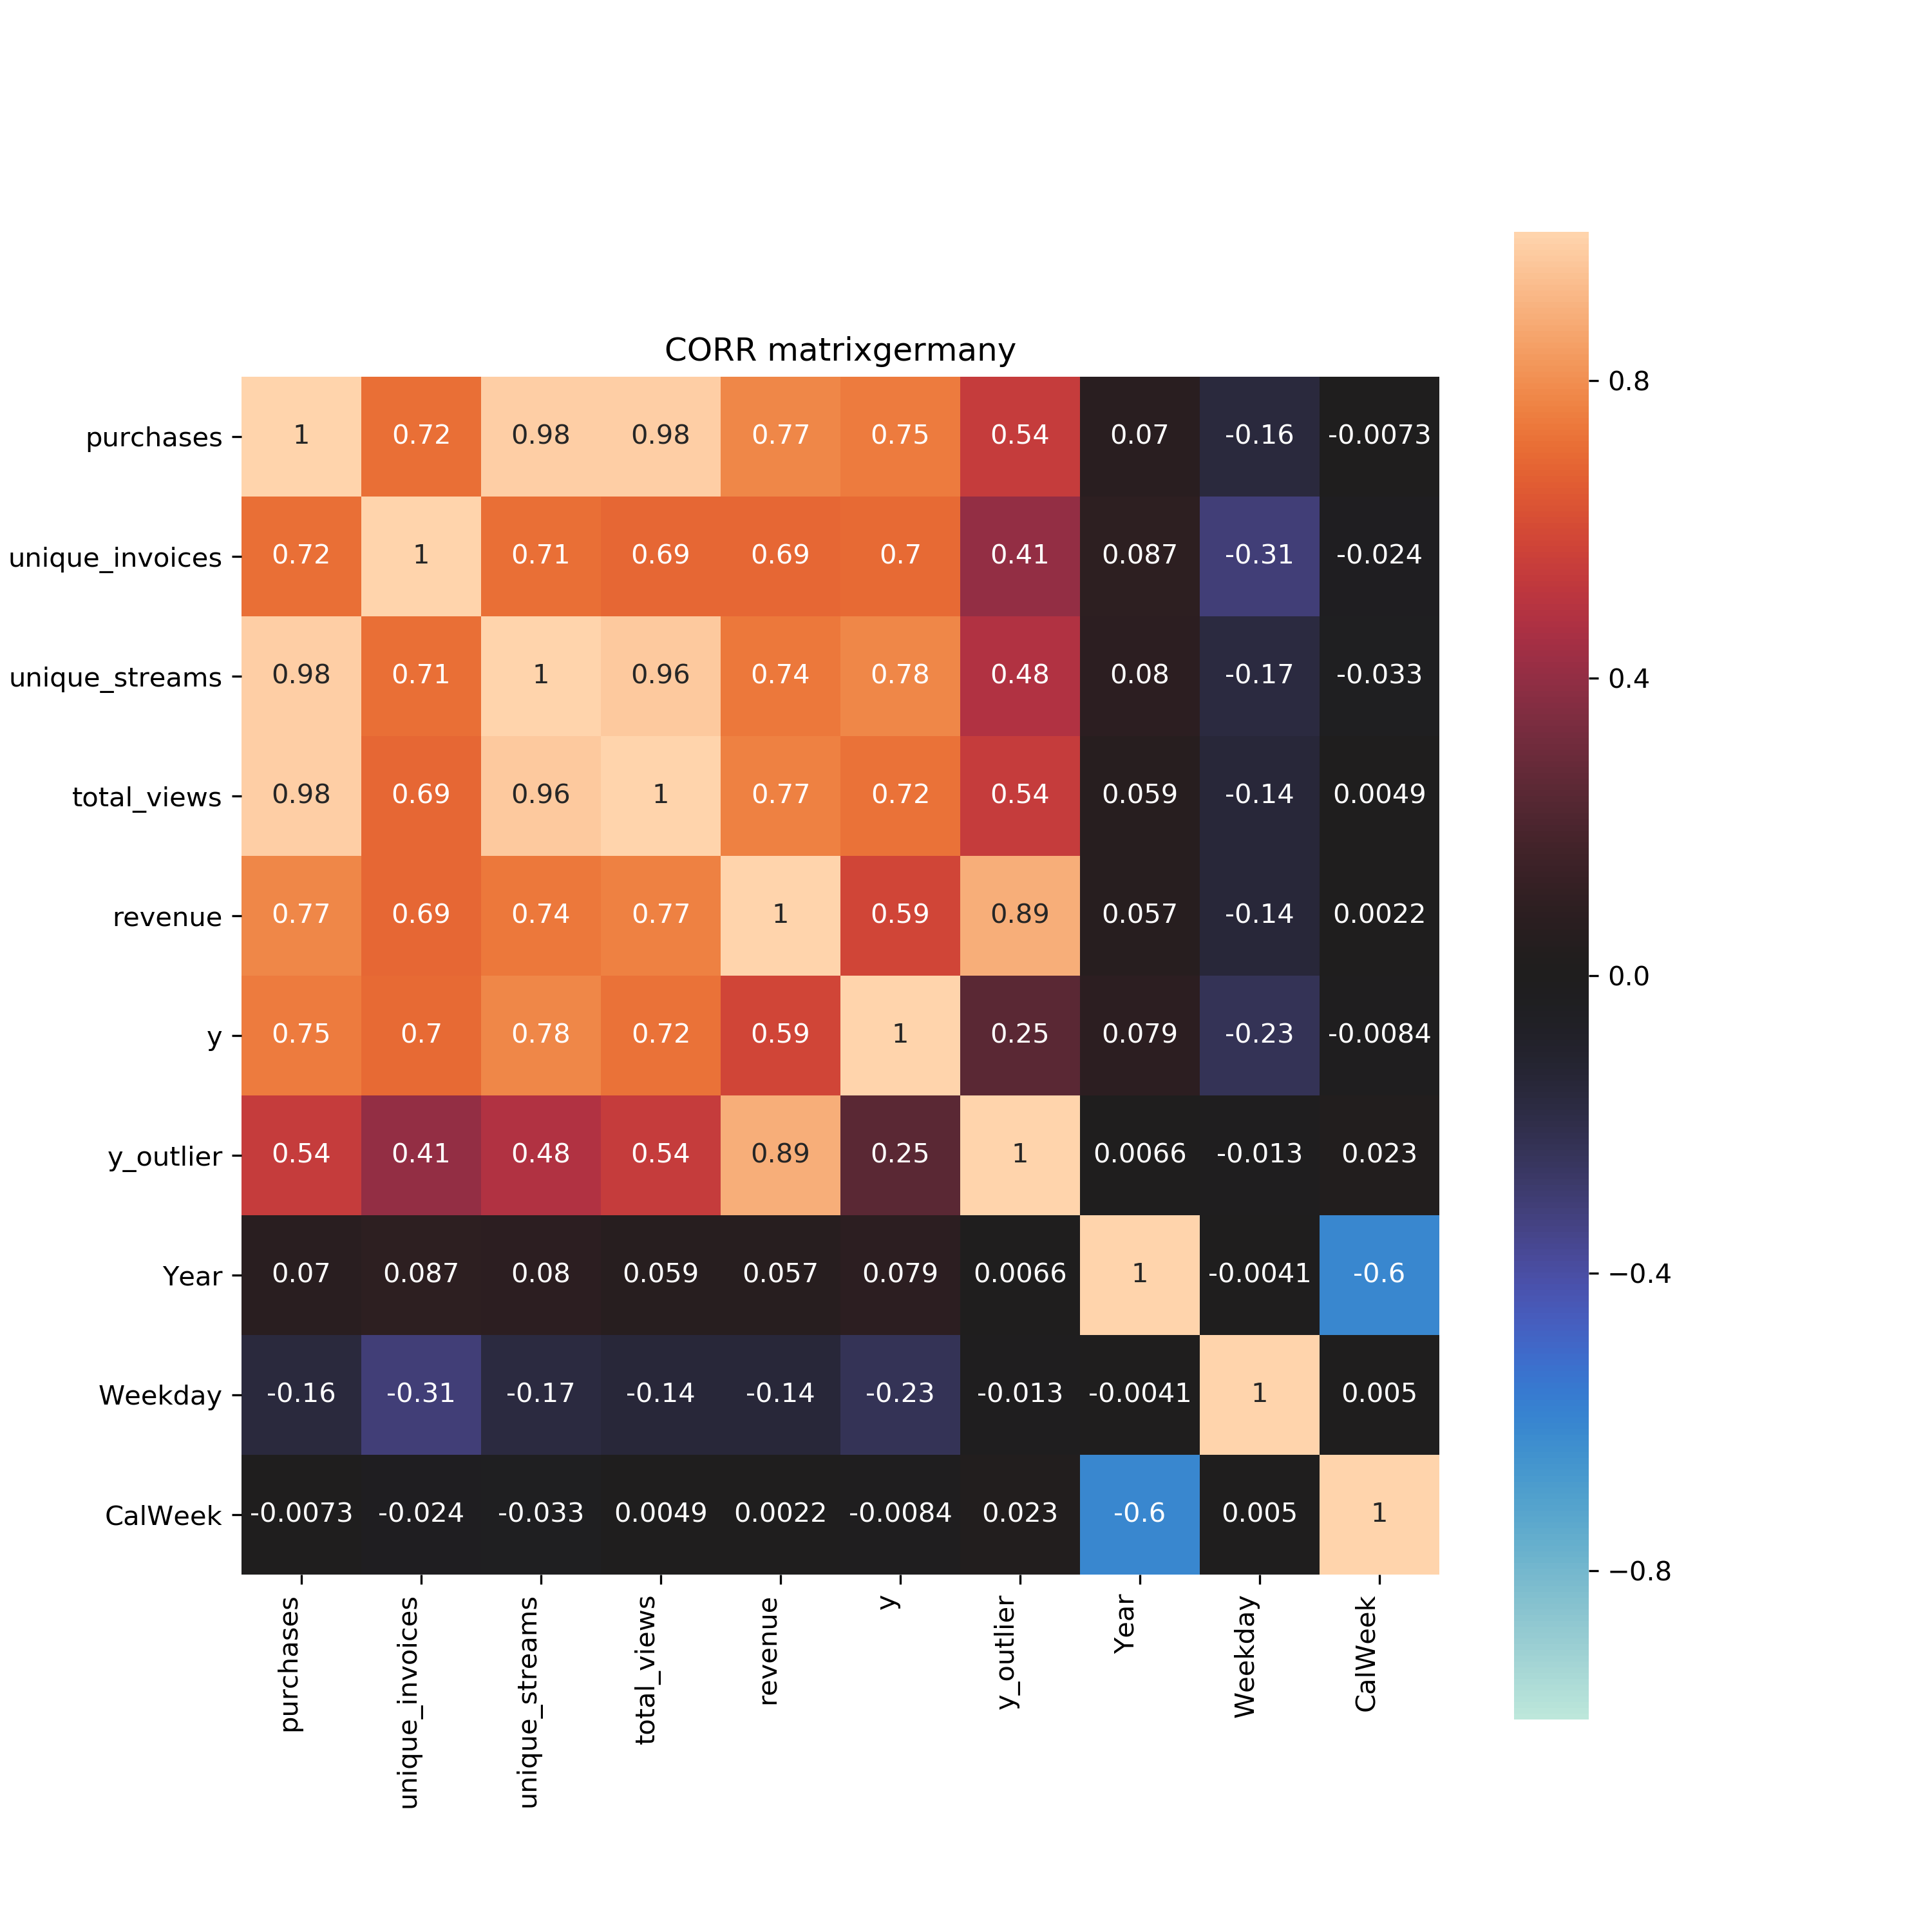 CORR matrixgermany
purchases 1 0.72 0.98 0.98 0.77 0.75 0.54 0.07 -0.16 -0.0073
unique_invoices 0.72 1 0.71 0.69 0.69 0.7 0.41 0.087 -0.31 -0.024
unique_streams 0.98 0.71 1 0.96 0.74 0.78 0.48 0.08 -0.17 -0.033
total_views 0.98 0.69 0.96 1 0.77 0.72 0.54 0.059 -0.14 0.0049
revenue 0.77 0.69 0.74 0.77 1 0.59 0.89 0.057 -0.14 0.0022
y 0.75 0.7 0.78 0.72 0.59 1 0.25 0.079 -0.23 -0.0084
y_outlier 0.54 0.41 0.48 0.54 0.89 0.25 1 0.0066 -0.013 0.023
Year 0.07 0.087 0.08 0.059 0.057 0.079 0.0066 1 -0.0041 -0.6
Weekday -0.16 -0.31 -0.17 -0.14 -0.14 -0.23 -0.013 -0.0041 1 0.005
CalWeek -0.0073 -0.024 -0.033 0.0049 0.0022 -0.0084 0.023 -0.6 0.005 1
purchases unique_invoices unique_streams total_views revenue y y_outlier Year Weekday CalWeek
0.8
0.4
0.0
−0.4
−0.8